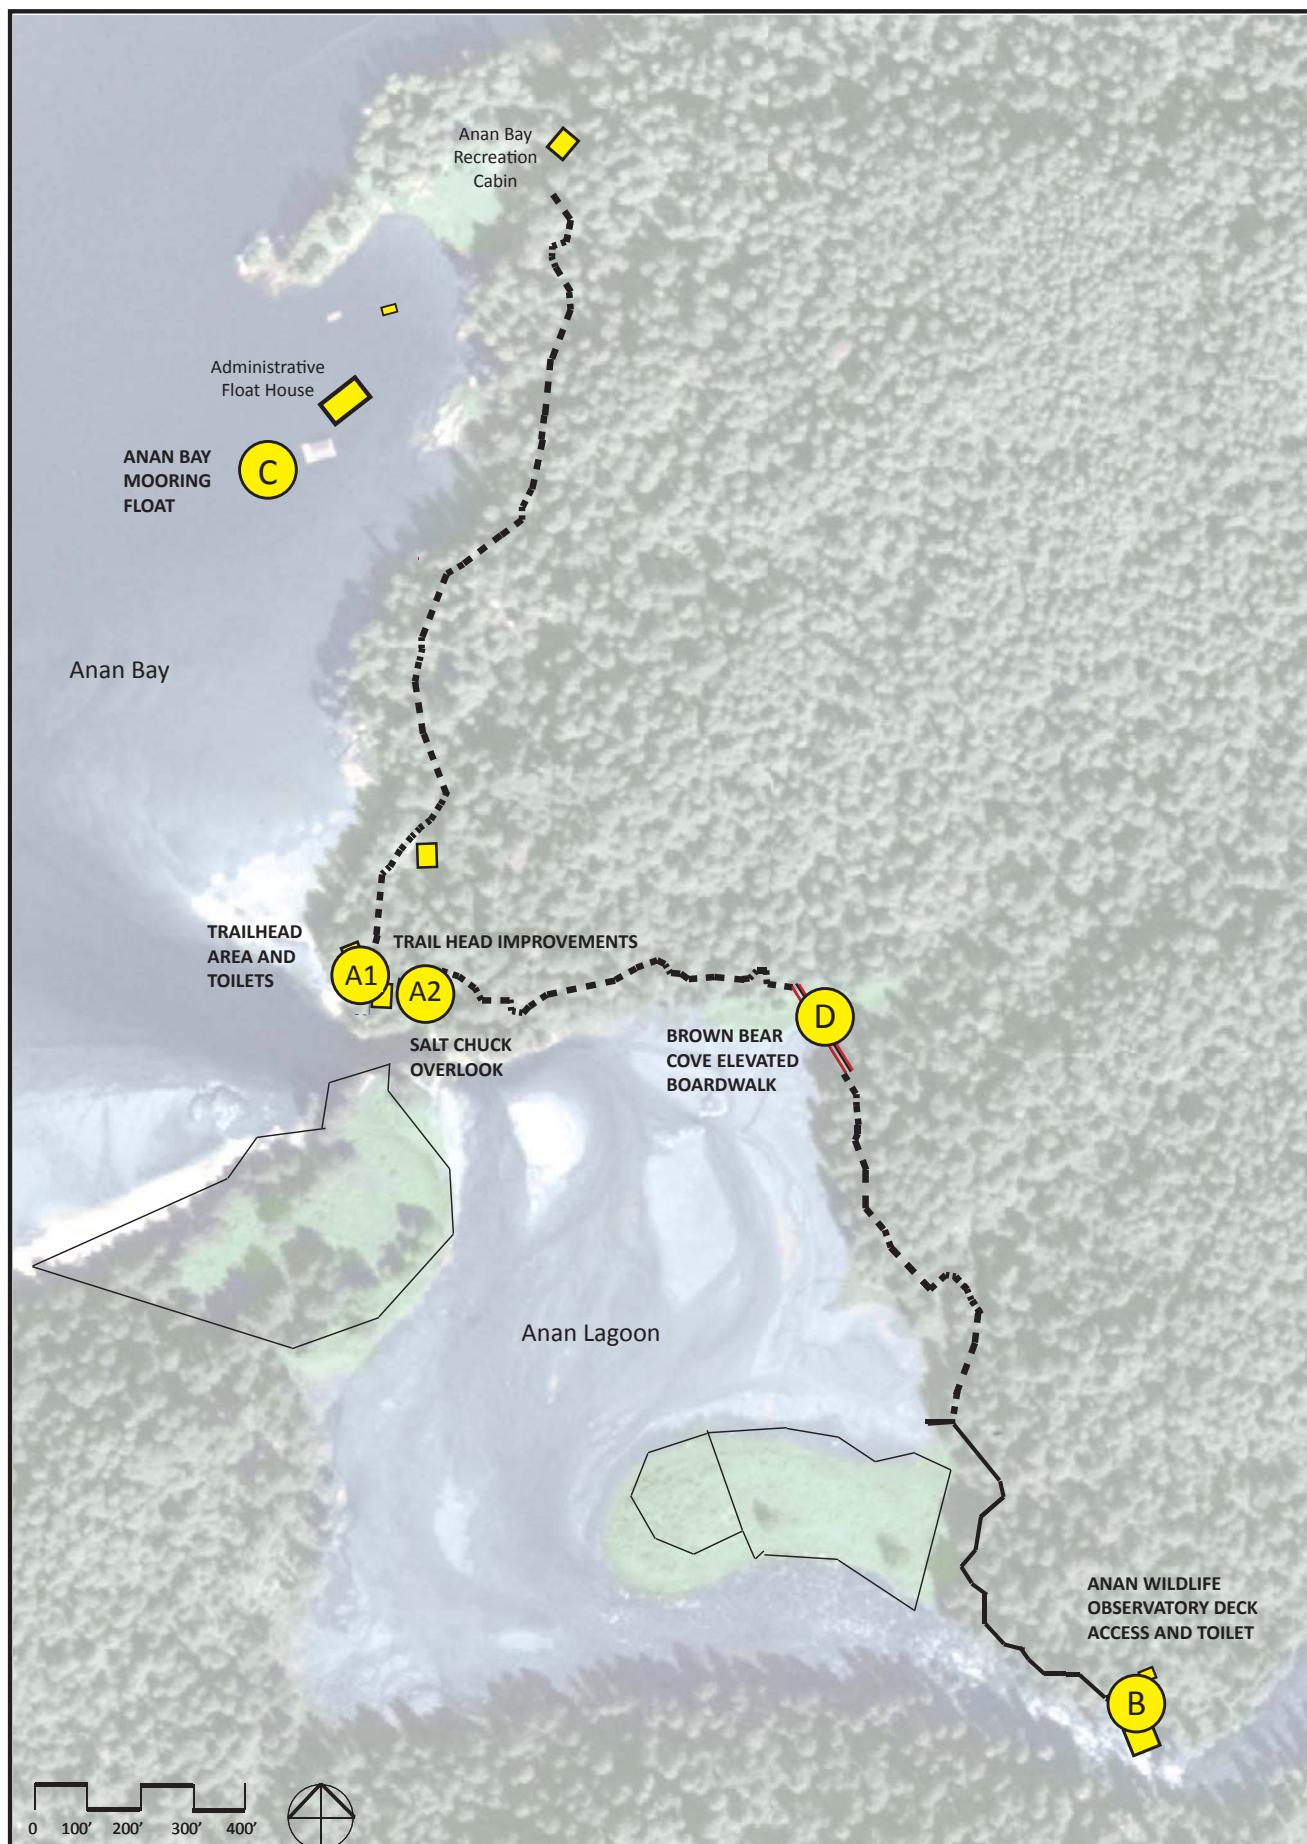 Anan Bay
Recreation
Cabin
Administrative
Float House
ANAN BAY
MOORING
FLOAT
C
Anan Bay
TRAILHEAD
AREA AND
TOILETS
A1
TRAIL HEAD IMPROVEMENTS
A2
SALT CHUCK
OVERLOOK
BROWN BEAR
COVE ELEVATED
BOARDWALK
D
Anan Lagoon
ANAN WILDLIFE
OBSERVATORY DECK
ACCESS AND TOILET
B
0 100' 200' 300' 400'